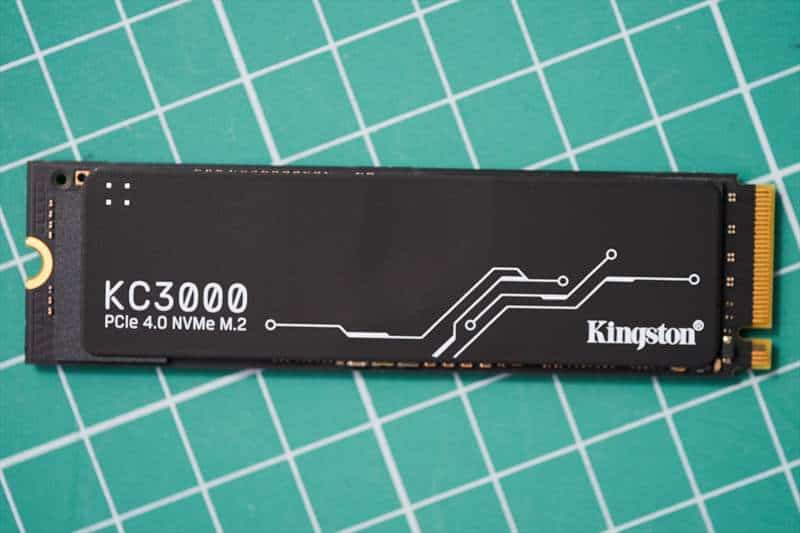 KC3000
PCIe 4.0 NVMe M.2
Kingston®